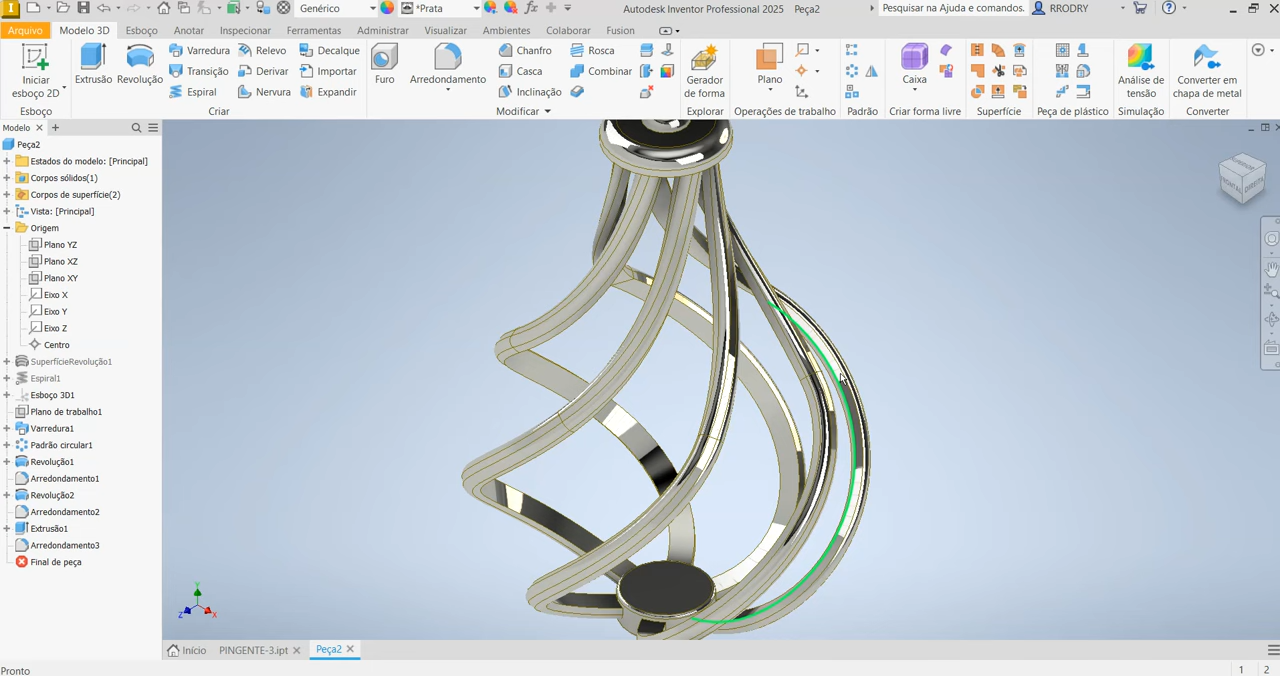 Genérico
*Prata
Autodesk Inventor Professional 2025 Peça2
Pesquisar na Ajuda e comandos.
RRODRY
Arquivo Modelo 3D Esboço Anotar Inspecionar Ferramentas Administrar Visualizar Ambientes Colaborar Fusion
Iniciar
esboço 2D
Esboço
Extrusão
Revolução
Varredura
Relevo
Decalque
Transição
Derivar
Importar
Espiral
Nervura
Expandir
Criar
Furo
Arredondamento
Chanfro
Rosca
Casca
Combinar
Inclinação
Modificar
Gerador
de forma
Explorar
Plano
Operações de trabalho
Padrão
Caixa
Criar forma livre
Superfície
Peça de plástico
Análise de
tensão
Simulação
Converter em
chapa de metal
Converter
Modelo
Peça2
Estados do modelo: [Principal]
Corpos sólidos(1)
Corpos de superfície(2)
Vista: [Principal]
Origem
Plano YZ
Plano XZ
Plano XY
Eixo X
Eixo Y
Eixo Z
Centro
SuperfícieRevolução1
Espiral1
Esboço 3D1
Plano de trabalho1
Varredura1
Padrão circular1
Revolução1
Arredondamento1
Revolução2
Arredondamento2
Extrusão1
Arredondamento3
Final de peça
FRONTAL
DIREITA
Y
Z
X
Início PINGENTE-3.ipt Peça2
Pronto
1 2